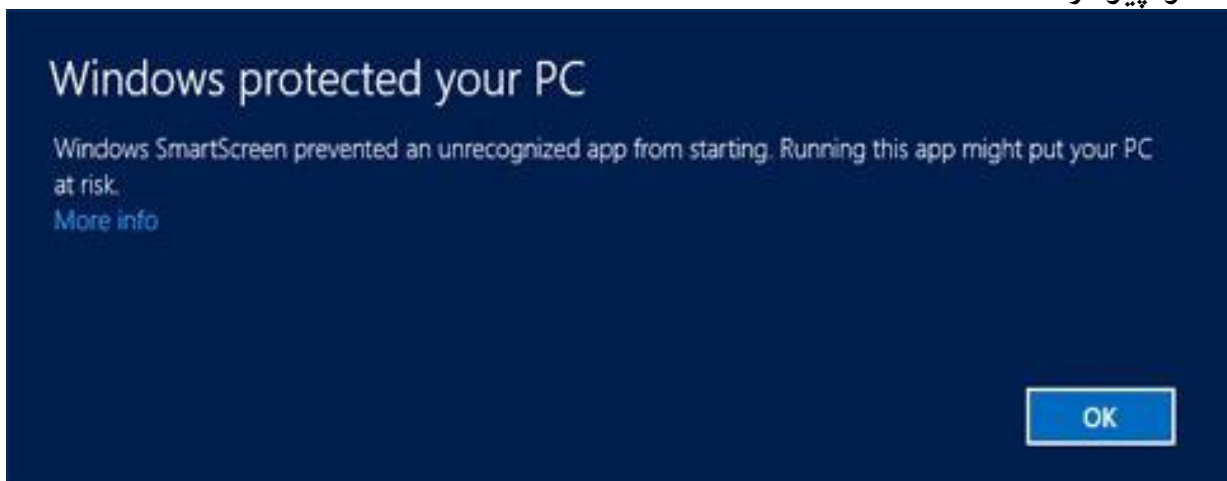 Windows protected your PC
Windows SmartScreen prevented an unrecognized app from starting. Running this app might put your PC
at risk.
More info
OK